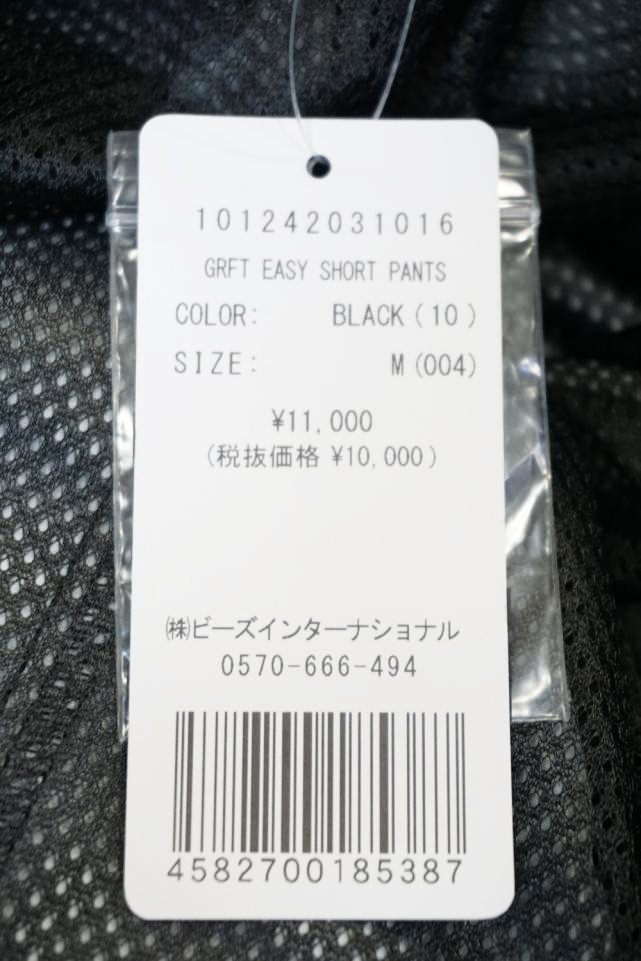 101242031016
GRFT EASY SHORT PANTS
COLOR: BLACK(10)
SIZE: M(004)
¥11,000
(税抜価格 ¥10,000)
㈱ビーズインターナショナル
0570-666-494
4582700185387